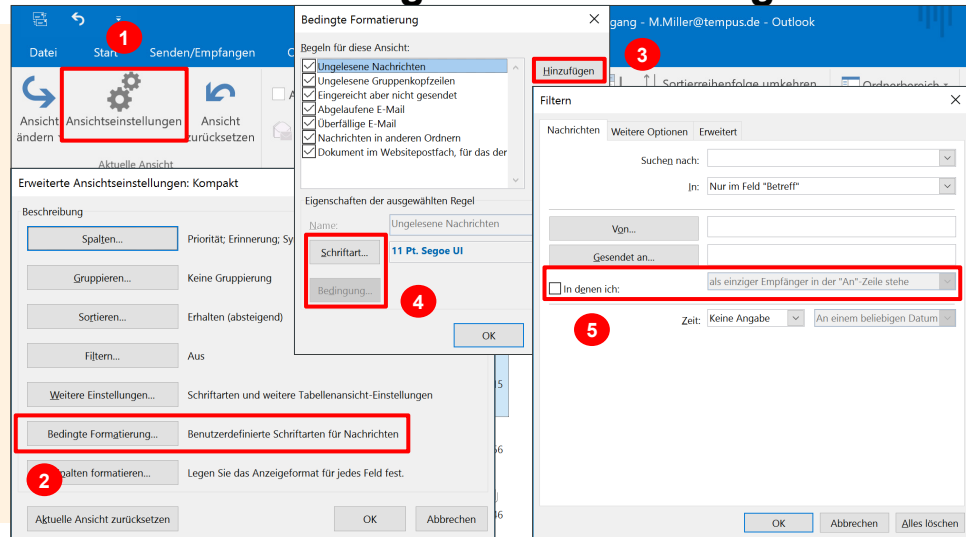 gang - M.Miller@tempus.de - Outlook
1
Datei Start Senden/Empfangen
3
Ansicht ändern
Ansichtseinstellungen
Ansicht zurücksetzen
Aktuelle Ansicht
Sortierreihenfolge umkehren
Ordnerbereich
Bedingte Formatierung
Regeln für diese Ansicht:
Ungelesene Nachrichten
Ungelesene Gruppenkopfzeilen
Eingereicht aber nicht gesendet
Abgelaufene E-Mail
Überfällige E-Mail
Nachrichten in anderen Ordnern
Dokument im Websitepostfach, für das der
Hinzufügen
Eigenschaften der ausgewählten Regel
Name: Ungelesene Nachrichten
Schriftart... 11 Pt. Segoe UI
Bedingung...
4
OK
Erweiterte Ansichtseinstellungen: Kompakt
Beschreibung
Spalten... Priorität; Erinnerung; Sy
Gruppieren... Keine Gruppierung
Sortieren... Erhalten (absteigend)
Filtern... Aus
Weitere Einstellungen... Schriftarten und weitere Tabellenansicht-Einstellungen
Bedingte Formatierung... Benutzerdefinierte Schriftarten für Nachrichten
2
palten formatieren... Legen Sie das Anzeigeformat für jedes Feld fest.
Aktuelle Ansicht zurücksetzen OK Abbrechen
Filtern
Nachrichten Weitere Optionen Erweitert
Suchen nach:
In: Nur im Feld "Betreff"
Von...
Gesendet an...
In denen ich: als einziger Empfänger in der "An"-Zeile stehe
5
Zeit: Keine Angabe An einem beliebigen Datum
OK Abbrechen Alles löschen